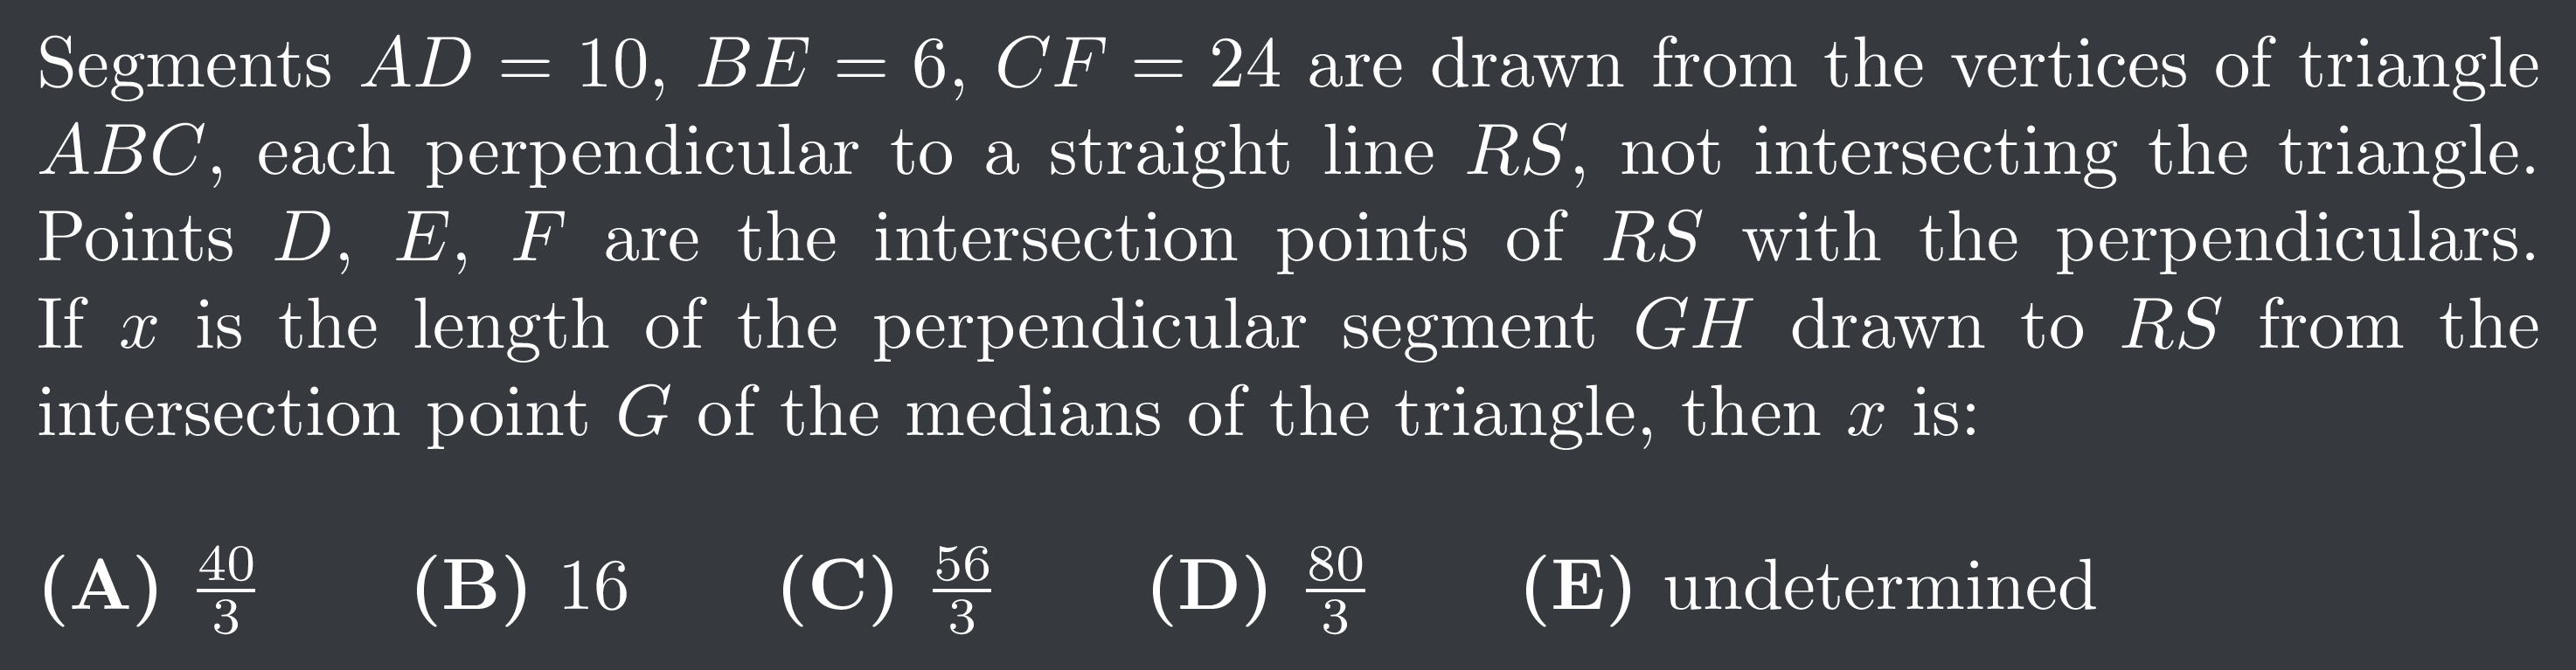 Segments AD = 10, BE = 6, CF = 24 are drawn from the vertices of triangle
ABC, each perpendicular to a straight line RS, not intersecting the triangle.
Points D, E, F are the intersection points of RS with the perpendiculars.
If x is the length of the perpendicular segment GH drawn to RS from the
intersection point G of the medians of the triangle, then x is:
(A) 40/3 (B) 16 (C) 56/3 (D) 80/3 (E) undetermined